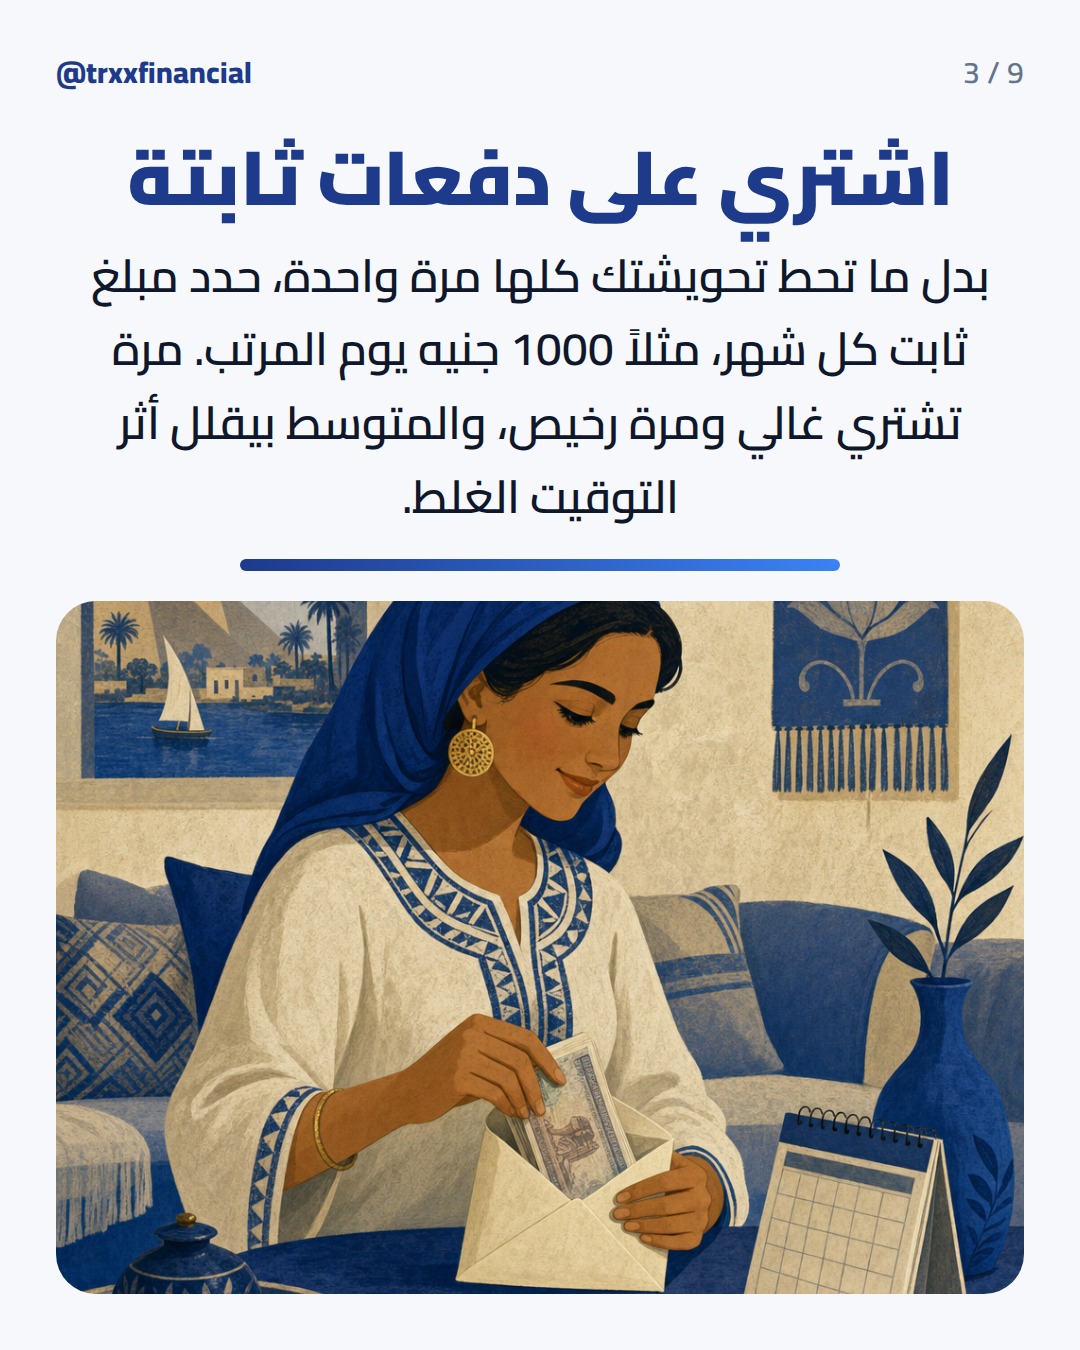 @trxxfinancial
3 / 9
اشتري على دفعات ثابتة
بدل ما تحط تحويشتك كلها مرة واحدة، حدد مبلغ
ثابت كل شهر، مثلاً 1000 جنيه يوم المرتب. مرة
تشتري غالي ومرة رخيص، والمتوسط بيقلل أثر
التوقيت الغلط.